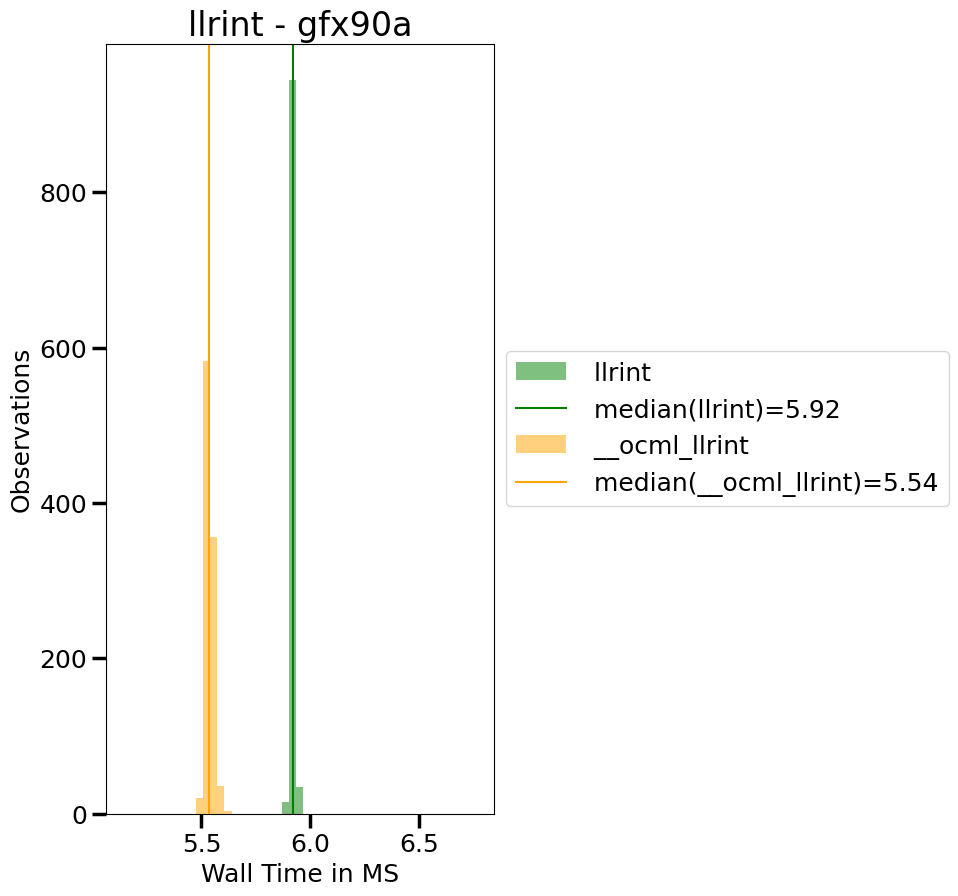 llrint - gfx90a
800
600
400
200
0
Observations
5.5 6.0 6.5
Wall Time in MS
llrint
median(llrint)=5.92
__ocml_llrint
median(__ocml_llrint)=5.54